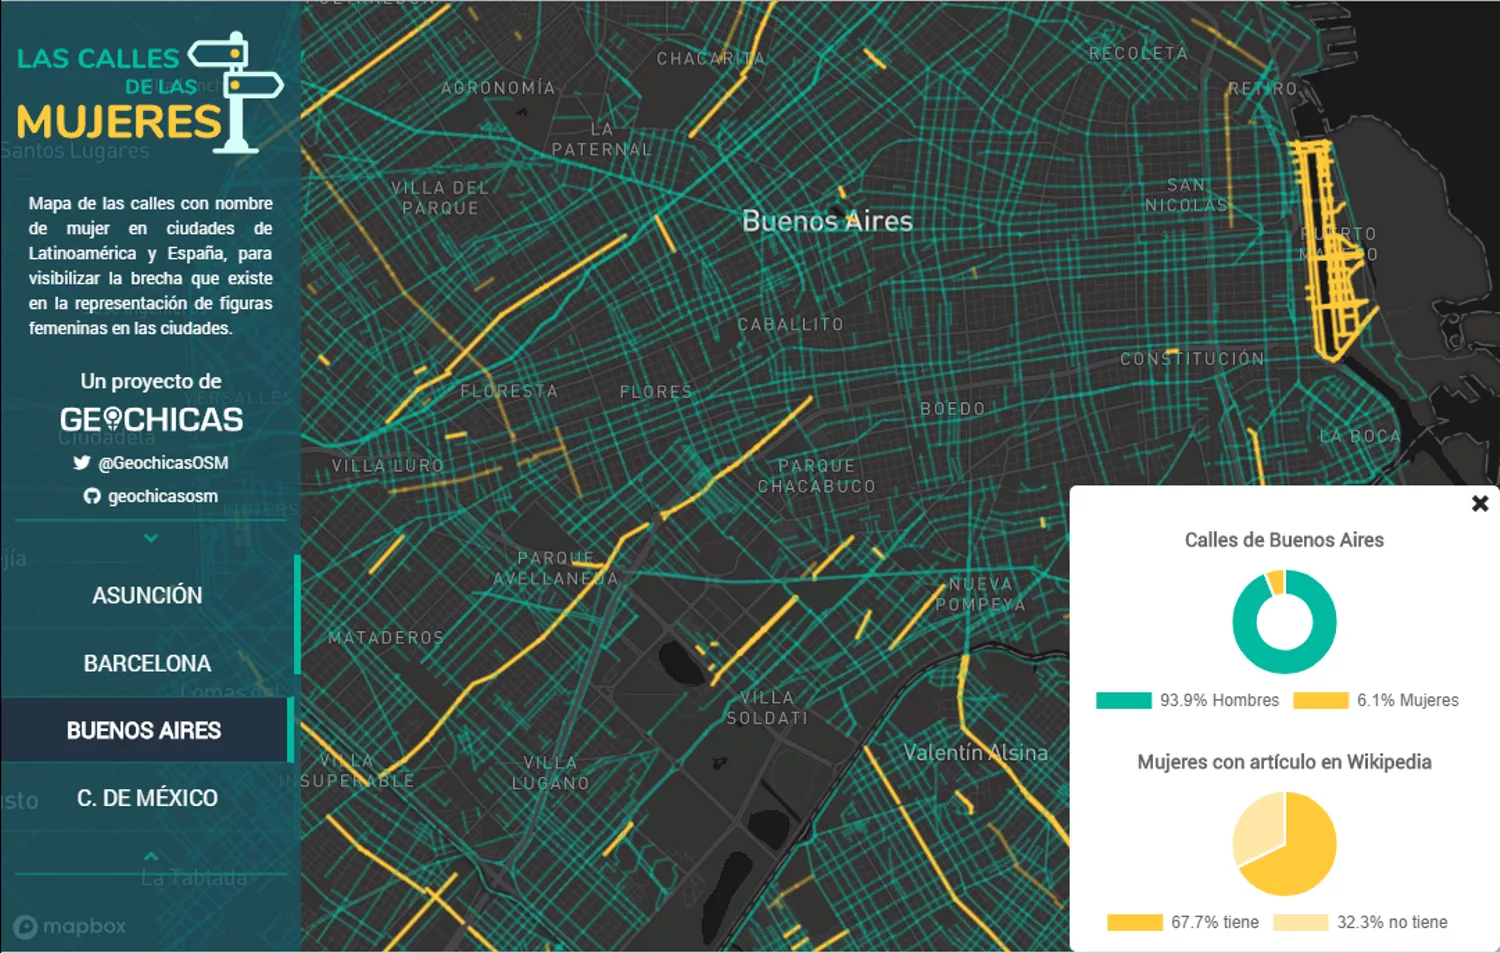 LAS CALLES
DE LAS
MUJERES
Santos Lugares
Mapa de las calles con nombre
de mujer en ciudades de
Latinoamérica y España, para
visibilizar la brecha que existe
en la representación de figuras
femeninas en las ciudades.
Un proyecto de
VERSALLES
GEOCHICAS
Ciudadela
@GeochicasOSM
geochicasosm
LINIERS
ASUNCIÓN
BARCELONA
BUENOS AIRES
C. DE MÉXICO
La Tablada
mapbox
CHACARITA
RECOLETA
AGRONOMÍA
RETIRO
LA
PATERNAL
VILLA DEL
PARQUE
SAN
NICOLÁS
Buenos Aires
PUERTO
MADERO
CABALLITO
CONSTITUCIÓN
FLORESTA
FLORES
BOEDO
LA BOCA
VILLA LURO
PARQUE
CHACABUCO
PARQUE
AVELLANEDA
NUEVA
POMPEYA
MATADEROS
VILLA
SOLDATI
Valentín Alsina
VILLA
INSUPERABLE
VILLA
LUGANO
Calles de Buenos Aires
93.9% Hombres
6.1% Mujeres
Mujeres con artículo en Wikipedia
67.7% tiene
32.3% no tiene